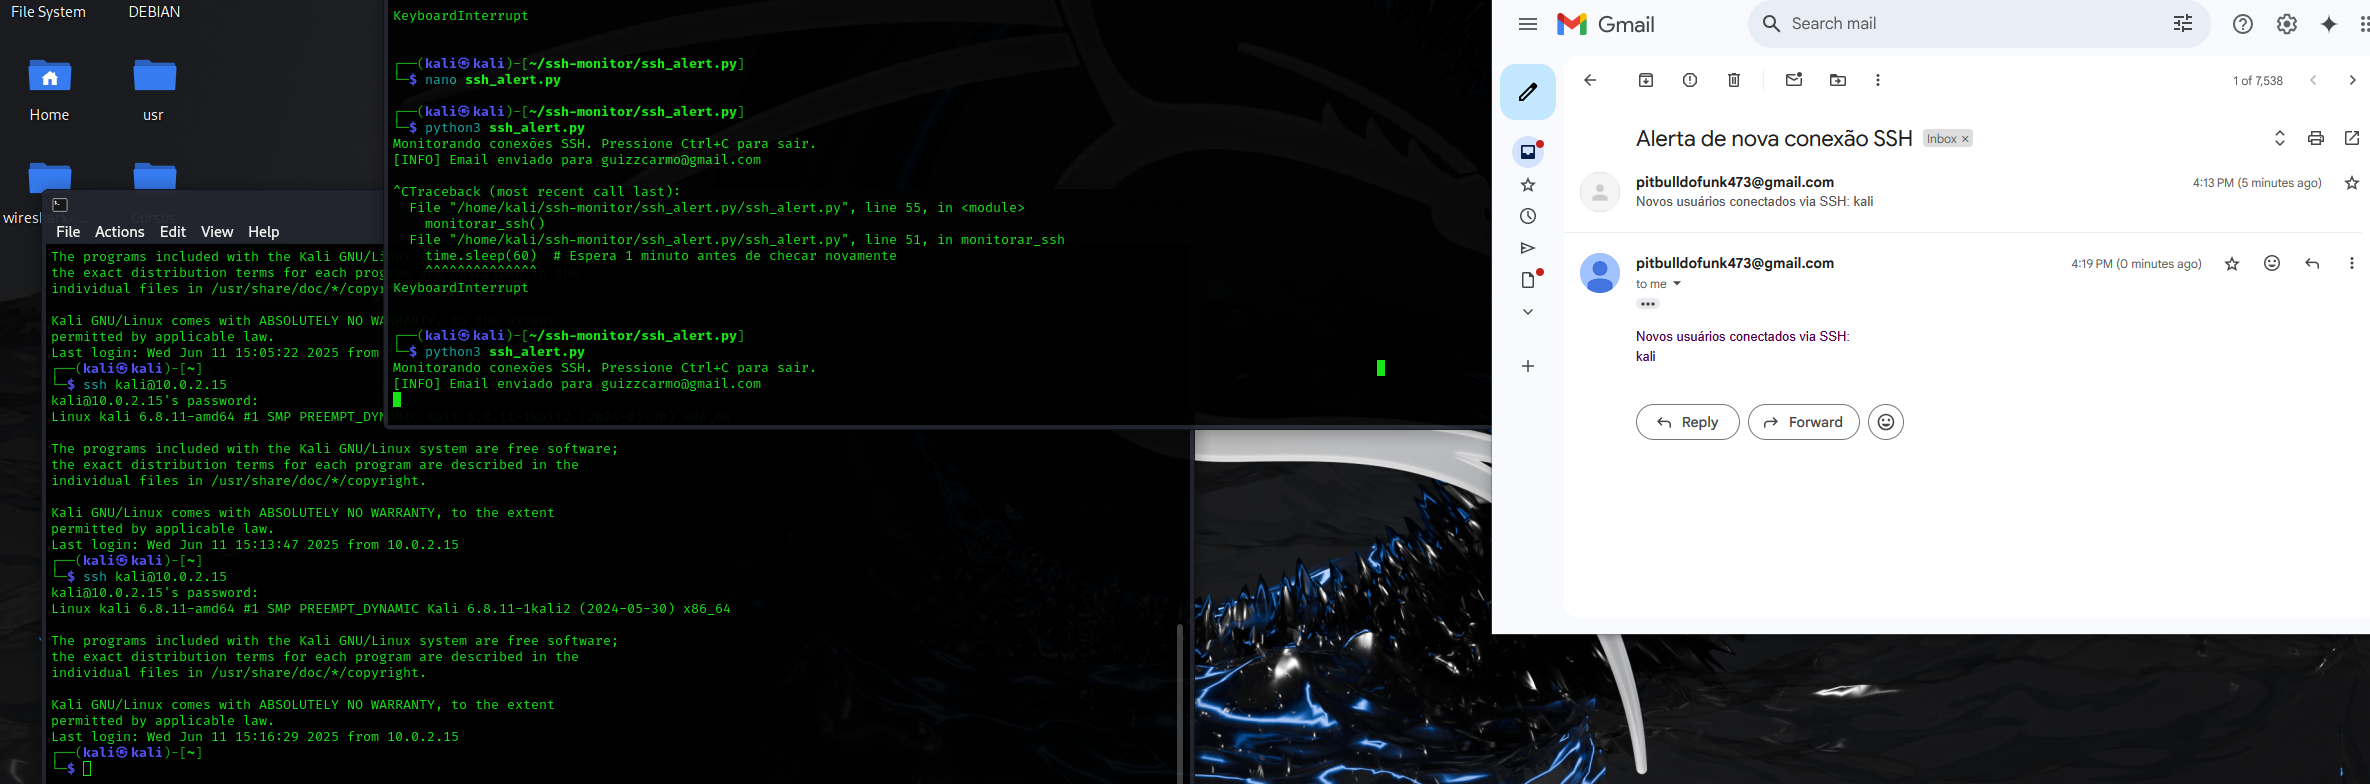 File System
DEBIAN
Home
usr
wireshark-...
Cursos
File Actions Edit View Help
The programs included with the Kali GNU/Li
the exact distribution terms for each prog
individual files in /usr/share/doc/*/copyr
Kali GNU/Linux comes with ABSOLUTELY NO WA
permitted by applicable law.
Last login: Wed Jun 11 15:05:22 2025 from
┌──(kali㉿kali)-[~]
└─$ ssh kali@10.0.2.15
kali@10.0.2.15's password:
Linux kali 6.8.11-amd64 #1 SMP PREEMPT_DYNAMIC Kali 6.8.11-1kali2 (2024-05-30) x86_64
The programs included with the Kali GNU/Linux system are free software;
the exact distribution terms for each program are described in the
individual files in /usr/share/doc/*/copyright.
Kali GNU/Linux comes with ABSOLUTELY NO WARRANTY, to the extent
permitted by applicable law.
Last login: Wed Jun 11 15:13:47 2025 from 10.0.2.15
┌──(kali㉿kali)-[~]
└─$ ssh kali@10.0.2.15
kali@10.0.2.15's password:
Linux kali 6.8.11-amd64 #1 SMP PREEMPT_DYNAMIC Kali 6.8.11-1kali2 (2024-05-30) x86_64
The programs included with the Kali GNU/Linux system are free software;
the exact distribution terms for each program are described in the
individual files in /usr/share/doc/*/copyright.
Kali GNU/Linux comes with ABSOLUTELY NO WARRANTY, to the extent
permitted by applicable law.
Last login: Wed Jun 11 15:16:29 2025 from 10.0.2.15
┌──(kali㉿kali)-[~]
└─$
KeyboardInterrupt
┌──(kali㉿kali)-[~/ssh-monitor/ssh_alert.py]
└─$ nano ssh_alert.py
┌──(kali㉿kali)-[~/ssh-monitor/ssh_alert.py]
└─$ python3 ssh_alert.py
Monitorando conexões SSH. Pressione Ctrl+C para sair.
[INFO] Email enviado para guizzcarmo@gmail.com
^CTraceback (most recent call last):
File "/home/kali/ssh-monitor/ssh_alert.py/ssh_alert.py", line 55, in <module>
monitorar_ssh()
File "/home/kali/ssh-monitor/ssh_alert.py/ssh_alert.py", line 51, in monitorar_ssh
time.sleep(60)  # Espera 1 minuto antes de checar novamente
^^^^^^^^^^^^^^
KeyboardInterrupt
┌──(kali㉿kali)-[~/ssh-monitor/ssh_alert.py]
└─$ python3 ssh_alert.py
Monitorando conexões SSH. Pressione Ctrl+C para sair.
[INFO] Email enviado para guizzcarmo@gmail.com
Gmail
Search mail
1 of 7,538
Alerta de nova conexão SSH Inbox ×
pitbulldofunk473@gmail.com 4:13 PM (5 minutes ago)
Novos usuários conectados via SSH: kali
pitbulldofunk473@gmail.com 4:19 PM (0 minutes ago)
to me
Novos usuários conectados via SSH:
kali
Reply
Forward